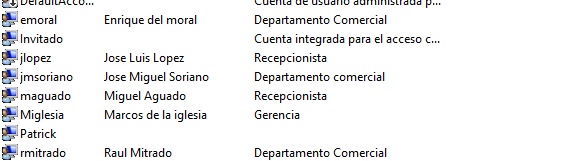 DefaultAcco... Cuenta de usuario administrada p...
emoral Enrique del moral Departamento Comercial
Invitado Cuenta integrada para el acceso c...
jlopez Jose Luis Lopez Recepcionista
jmsoriano Jose Miguel Soriano Departamento comercial
maguado Miguel Aguado Recepcionista
Miglesia Marcos de la iglesia Gerencia
Patrick
rmitrado Raul Mitrado Departamento Comercial